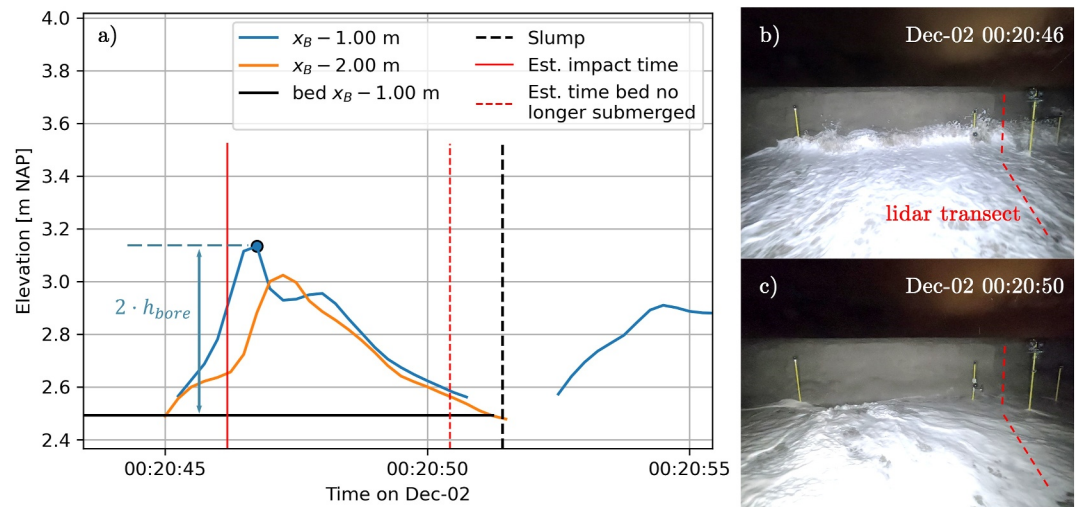 a)
x_B − 1.00 m
x_B − 2.00 m
bed x_B − 1.00 m
Slump
Est. impact time
Est. time bed no
longer submerged
4.0
3.8
3.6
3.4
3.2
3.0
2.8
2.6
2.4
Elevation [m NAP]
2 · h_bore
00:20:45
00:20:50
00:20:55
Time on Dec-02
b)
Dec-02 00:20:46
lidar transect
c)
Dec-02 00:20:50